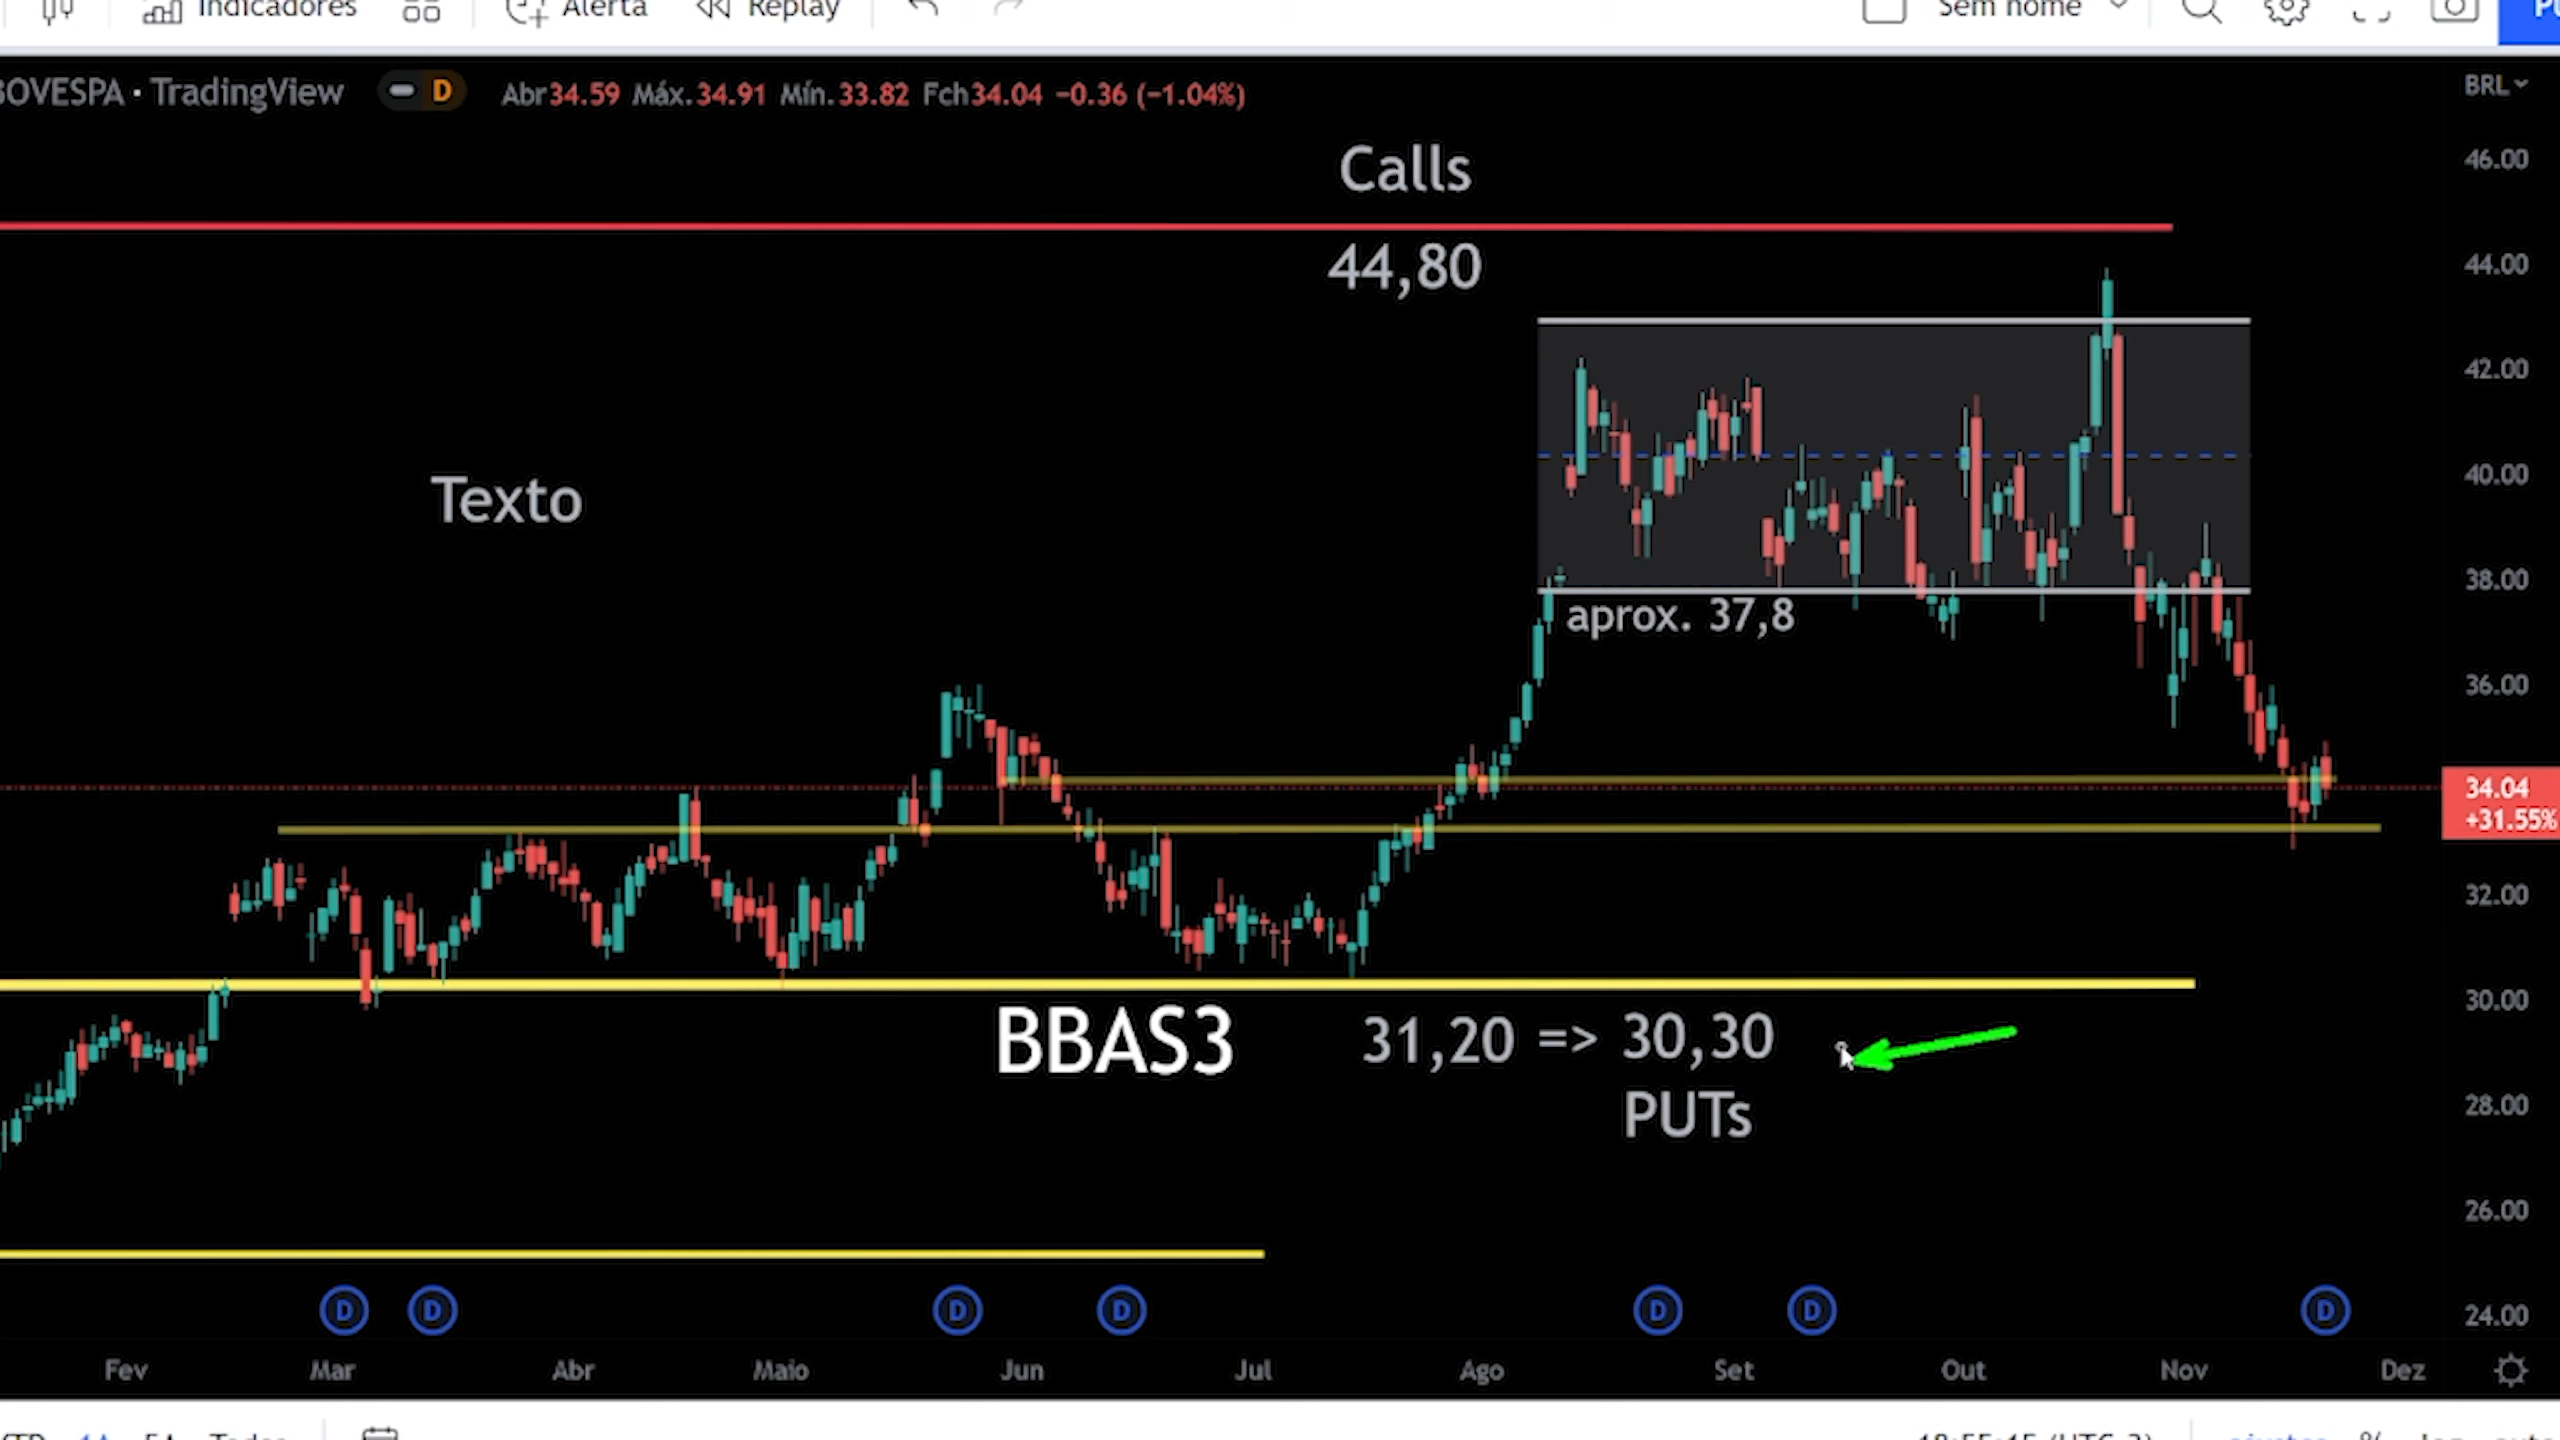 Indicadores Alerta Replay Sem nome
BOVESPA · TradingView D Abr34.59 Máx.34.91 Mín.33.82 Fch34.04 −0.36 (−1.04%) BRL
Calls
46.00
44,80
44.00
42.00
Texto
40.00
38.00
aprox. 37,8
36.00
34.04
+31.55%
32.00
30.00
BBAS3 31,20 => 30,30
PUTs
28.00
26.00
D D D D D D D
24.00
Fev Mar Abr Maio Jun Jul Ago Set Out Nov Dez